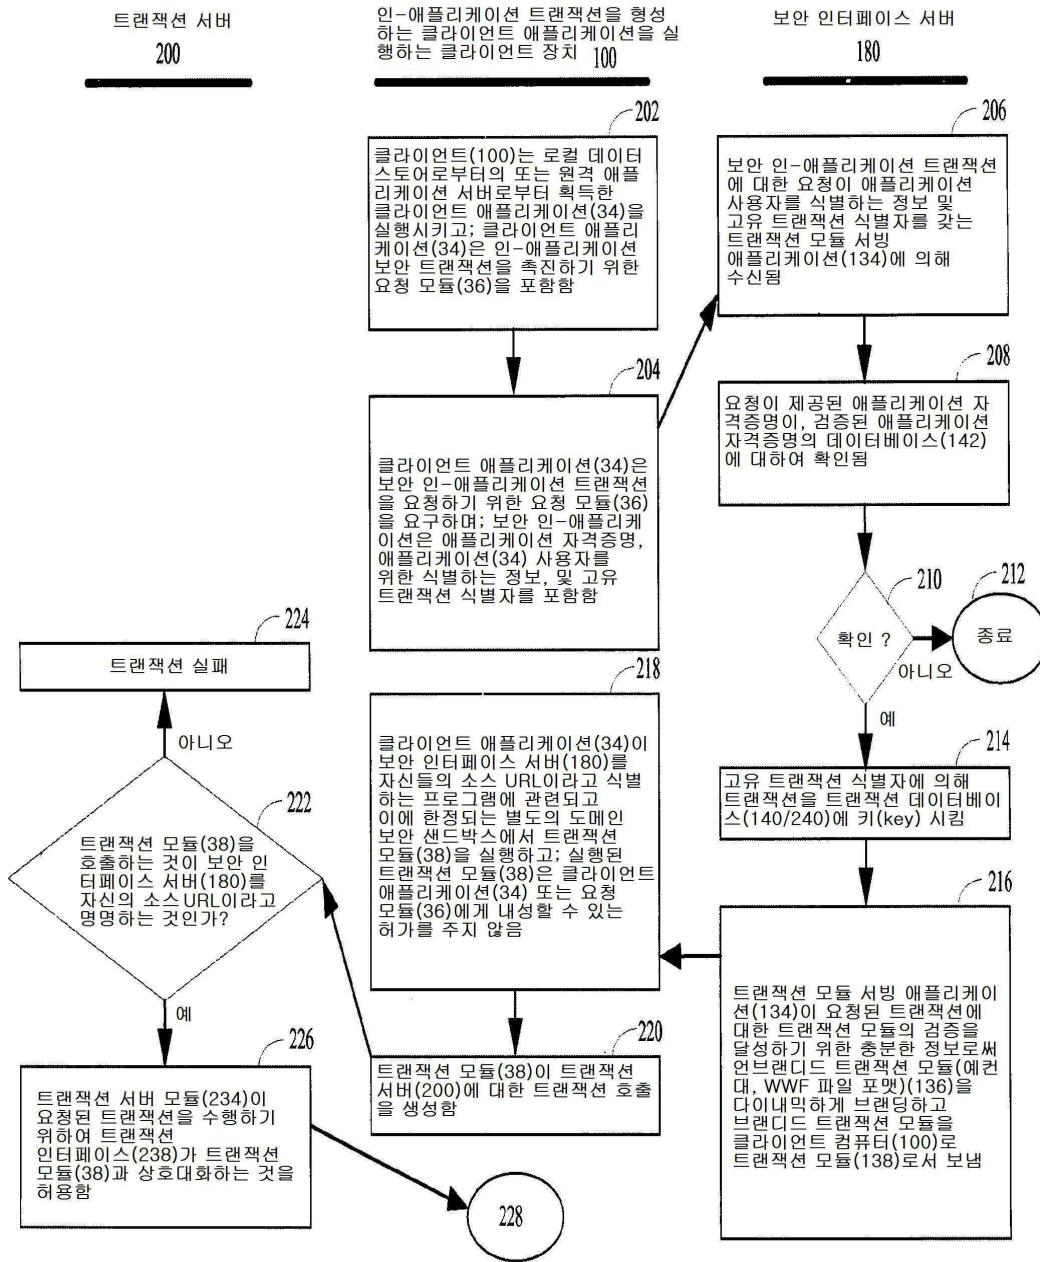 트랜잭션 서버
200
인-애플리케이션 트랜잭션을 형성
하는 클라이언트 애플리케이션을 실
행하는 클라이언트 장치 100
보안 인터페이스 서버
180
202
클라이언트(100)는 로컬 데이터
스토어로부터의 또는 원격 애플
리케이션 서버로부터 획득한
클라이언트 애플리케이션(34)을
실행시키고; 클라이언트 애플리
케이션(34)은 인-애플리케이션
보안 트랜잭션을 촉진하기 위한
요청 모듈(36)을 포함함
204
클라이언트 애플리케이션(34)은
보안 인-애플리케이션 트랜잭션
을 요청하기 위한 요청 모듈(36)
을 요구하며; 보안 인-애플리케
이션은 애플리케이션 자격증명,
애플리케이션(34) 사용자를
위한 식별하는 정보, 및 고유
트랜잭션 식별자를 포함함
206
보안 인-애플리케이션 트랜잭션
에 대한 요청이 애플리케이션
사용자를 식별하는 정보 및
고유 트랜잭션 식별자를 갖는
트랜잭션 모듈 서빙
애플리케이션(134)에 의해
수신됨
208
요청이 제공된 애플리케이션 자
격증명이, 검증된 애플리케이션
자격증명의 데이터베이스(142)
에 대하여 확인됨
210
확인 ?
아니오
212
종료
예
214
고유 트랜잭션 식별자에 의해
트랜잭션을 트랜잭션 데이터베이
스(140/240)에 키(key) 시킴
216
트랜잭션 모듈 서빙 애플리케이
션(134)이 요청된 트랜잭션에
대한 트랜잭션 모듈의 검증을
달성하기 위한 충분한 정보로써
언브랜디드 트랜잭션 모듈(예컨
대, WWF 파일 포맷)(136)을
다이내믹하게 브랜딩하고
브랜디드 트랜잭션 모듈을
클라이언트 컴퓨터(100)로
트랜잭션 모듈(138)로서 보냄
218
클라이언트 애플리케이션(34)이
보안 인터페이스 서버(180)를
자신들의 소스 URL이라고 식별
하는 프로그램에 관련되고
이에 한정되는 별도의 도메인
보안 샌드박스에서 트랜잭션
모듈(38)을 실행하고; 실행된
트랜잭션 모듈(38)은 클라이언트
애플리케이션(34) 또는 요청
모듈(36)에게 내성할 수 있는
허가를 주지 않음
220
트랜잭션 모듈(38)이 트랜잭션
서버(200)에 대한 트랜잭션 호출
을 생성함
222
트랜잭션 모듈(38)을
호출하는 것이 보안 인
터페이스 서버(180)를
자신의 소스URL이라고
명명하는 것인가?
아니오
224
트랜잭션 실패
예
226
트랜잭션 서버 모듈(234)이
요청된 트랜잭션을 수행하기
위하여 트랜잭션
인터페이스(238)가 트랜잭션
모듈(38)과 상호대화하는 것을
허용함
228